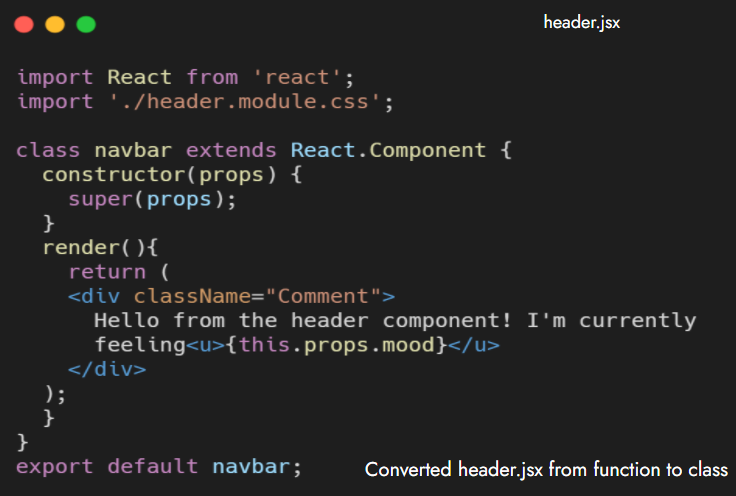 header.jsx
import React from 'react';
import './header.module.css';
class navbar extends React.Component {
constructor(props) {
super(props);
}
render(){
return (
<div className="Comment">
Hello from the header component! I'm currently
feeling<u>{this.props.mood}</u>
</div>
);
}
}
export default navbar;
Converted header.jsx from function to class